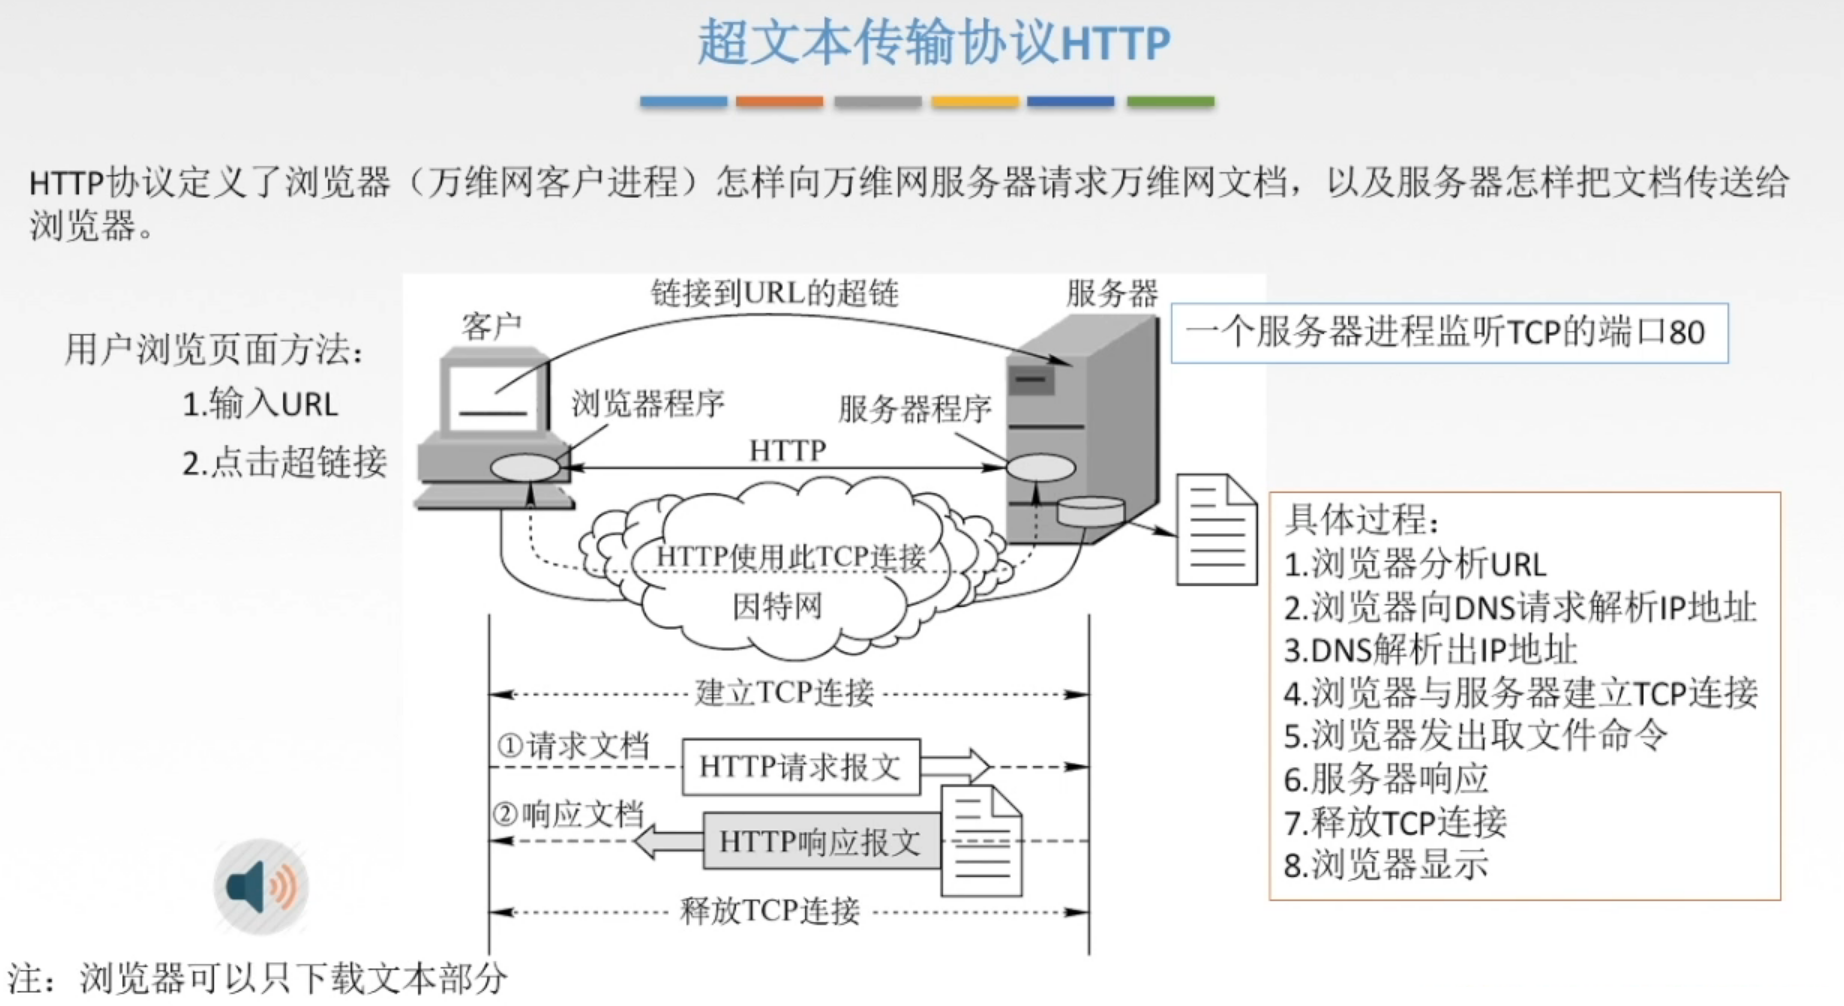 超文本传输协议HTTP
HTTP协议定义了浏览器（万维网客户进程）怎样向万维网服务器请求万维网文档，以及服务器怎样把文档传送给
浏览器。
用户浏览页面方法：
1.输入URL
2.点击超链接
链接到URL的超链
客户
服务器
一个服务器进程监听TCP的端口80
浏览器程序
服务器程序
HTTP
HTTP使用此TCP连接
因特网
建立TCP连接
①请求文档
HTTP请求报文
②响应文档
HTTP响应报文
释放TCP连接
具体过程：
1.浏览器分析URL
2.浏览器向DNS请求解析IP地址
3.DNS解析出IP地址
4.浏览器与服务器建立TCP连接
5.浏览器发出取文件命令
6.服务器响应
7.释放TCP连接
8.浏览器显示
注：浏览器可以只下载文本部分